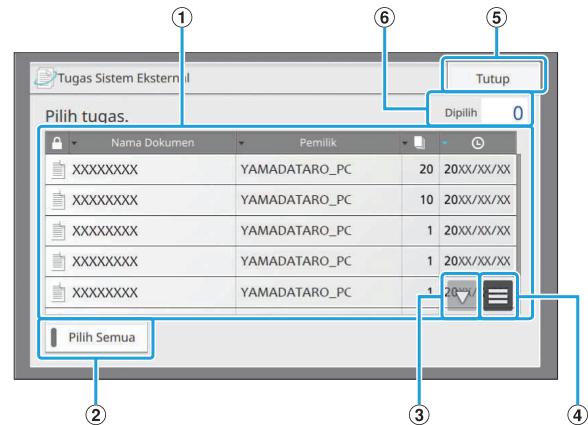 ① ⑥ ⑤
Tugas Sistem Eksternal Tutup
Pilih tugas. Dipilih 0
Nama Dokumen Pemilik
XXXXXXXX YAMADATARO_PC 20 20XX/XX/XX
XXXXXXXX YAMADATARO_PC 10 20XX/XX/XX
XXXXXXXX YAMADATARO_PC 1 20XX/XX/XX
XXXXXXXX YAMADATARO_PC 1 20XX/XX/XX
XXXXXXXX YAMADATARO_PC 1
Pilih Semua
② ③ ④